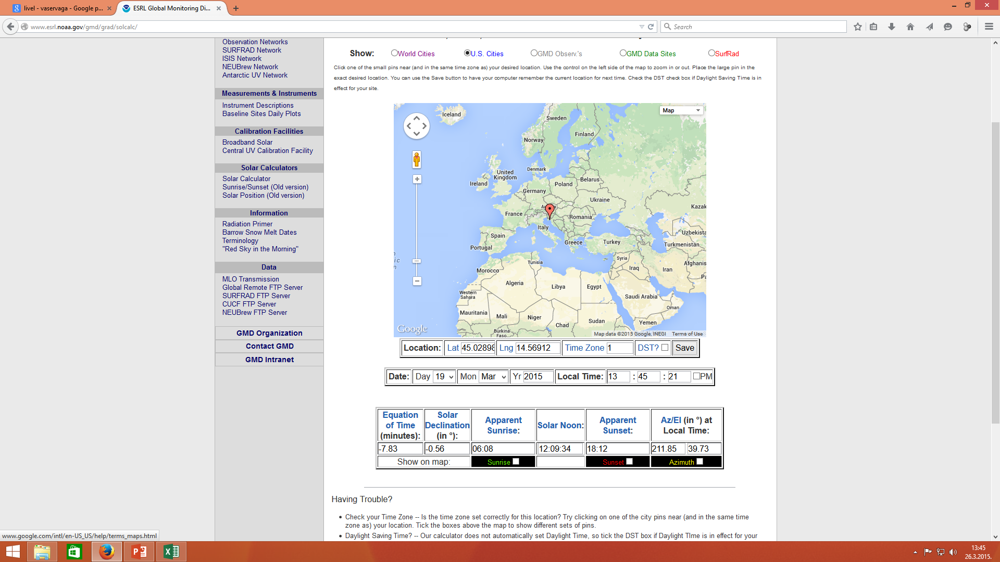 livel - vaservaga - Google p...
ESRL Global Monitoring Di...
www.esrl.noaa.gov/gmd/grad/solcalc/
Search
Observation Networks
SURFRAD Network
ISIS Network
NEUBrew Network
Antarctic UV Network
Measurements & Instruments
Instrument Descriptions
Baseline Sites Daily Plots
Calibration Facilities
Broadband Solar
Central UV Calibration Facility
Solar Calculators
Solar Calculator
Sunrise/Sunset (Old version)
Solar Position (Old version)
Information
Radiation Primer
Barrow Snow Melt Dates
Terminology
"Red Sky in the Morning"
Data
MLO Transmission
Global Remote FTP Server
SURFRAD FTP Server
CUCF FTP Server
NEUBrew FTP Server
GMD Organization
Contact GMD
GMD Intranet
Show: World Cities U.S. Cities GMD Observ.'s GMD Data Sites SurfRad
Click one of the small pins near (and in the same time zone as) your desired location. Use the control on the left side of the map to zoom in or out. Place the large pin in the
exact desired location. You can use the Save button to have your computer remember the current location for next time. Check the DST check box if Daylight Saving Time is in
effect for your site.
Map
Iceland
Sweden
Finland
Norway
Denmark
United
Kingdom
Ireland
Belarus
Poland
Germany
Ukraine
Kazak
France
Romania
Italy
Uzbekista
Spain
Turkey
Greece
Turkmenistan
Portugal
Syria
Tunisia
Afghanis
Iraq
Iran
Morocco
Algeria
Libya
Egypt
Western
Sahara
Saudi Arabia
Oman
Mauritania
Mali
Niger
Sudan
Chad
Yemen
Burkina
Faso
Google
Map data ©2015 Google, INEGI Terms of Use
Location: Lat 45.02898 Lng 14.56912 Time Zone 1 DST? Save
Date: Day 19 Mon Mar Yr 2015 Local Time: 13 : 45 : 21 PM
Equation
of Time
(minutes):
Solar
Declination
(in °):
Apparent
Sunrise:
Solar Noon:
Apparent
Sunset:
Az/El (in °) at
Local Time:
-7.83 -0.56 06:08 12:09:34 18:12 211.85 39.73
Show on map: Sunrise Sunset Azimuth
Having Trouble?
• Check your Time Zone -- Is the time zone set correctly for this location? Try clicking on one of the city pins near (and in the same time
zone as) your location. Tick the boxes above the map to show different sets of pins.
• Daylight Saving Time? -- Our calculator does not automatically set Daylight Time, so tick the DST box if Daylight TIme is in effect for your
www.google.com/intl/en-US_US/help/terms_maps.html
13:45
26.3.2015.